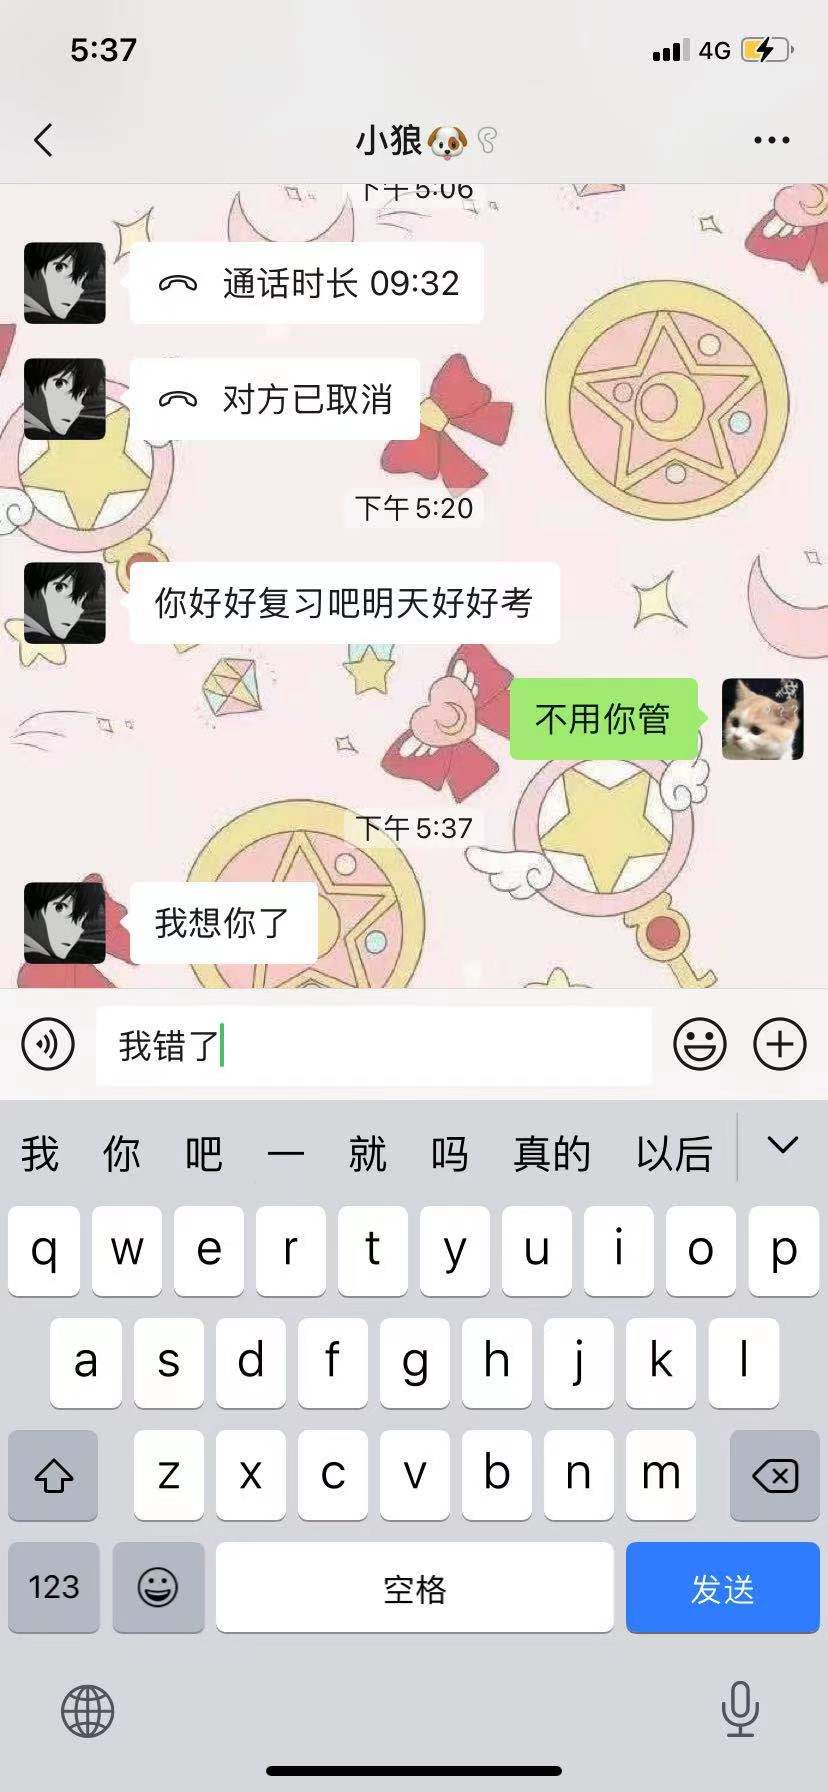 5:37
4G
小狼🐶
下午 5:06
通话时长 09:32
对方已取消
下午 5:20
你好好复习吧明天好好考
不用你管
下午 5:37
我想你了
我错了
我 你 吧 一 就 吗 真的 以后
q w e r t y u i o p
a s d f g h j k l
z x c v b n m
123 空格 发送